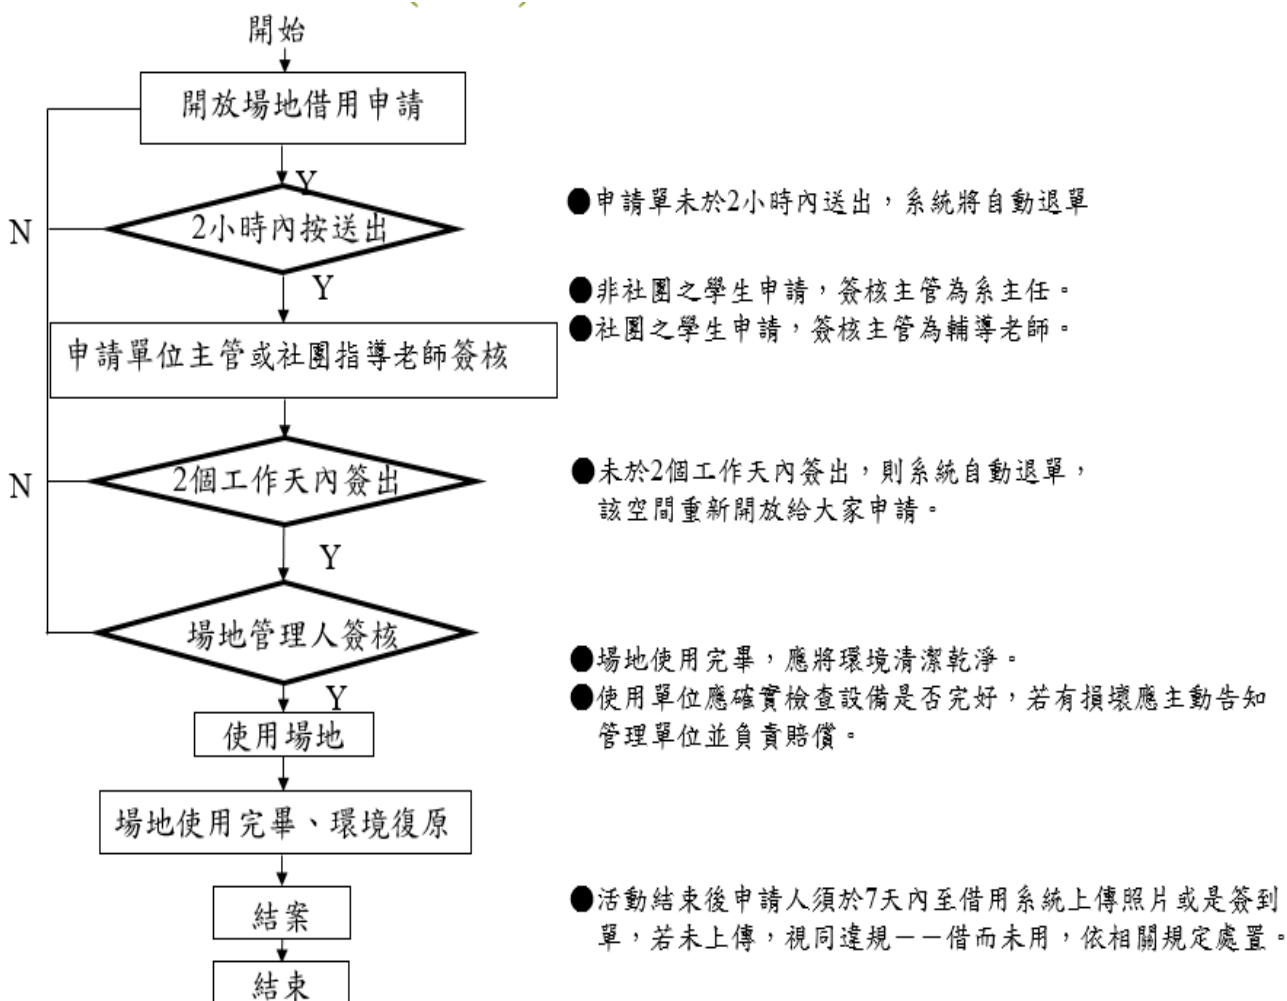 開始
開放場地借用申請
Y
N
2小時內按送出
●申請單未於2小時內送出，系統將自動退單
Y
●非社團之學生申請，簽核主管為系主任。
●社團之學生申請，簽核主管為輔導老師。
申請單位主管或社團指導老師簽核
N
2個工作天內簽出
●未於2個工作天內簽出，則系統自動退單，
該空間重新開放給大家申請。
Y
場地管理人簽核
●場地使用完畢，應將環境清潔乾淨。
●使用單位應確實檢查設備是否完好，若有損壞應主動告知
管理單位並負責賠償。
Y
使用場地
場地使用完畢、環境復原
結案
●活動結束後申請人須於7天內至借用系統上傳照片或是簽到
單，若未上傳，視同違規－－借而未用，依相關規定處置。
結束